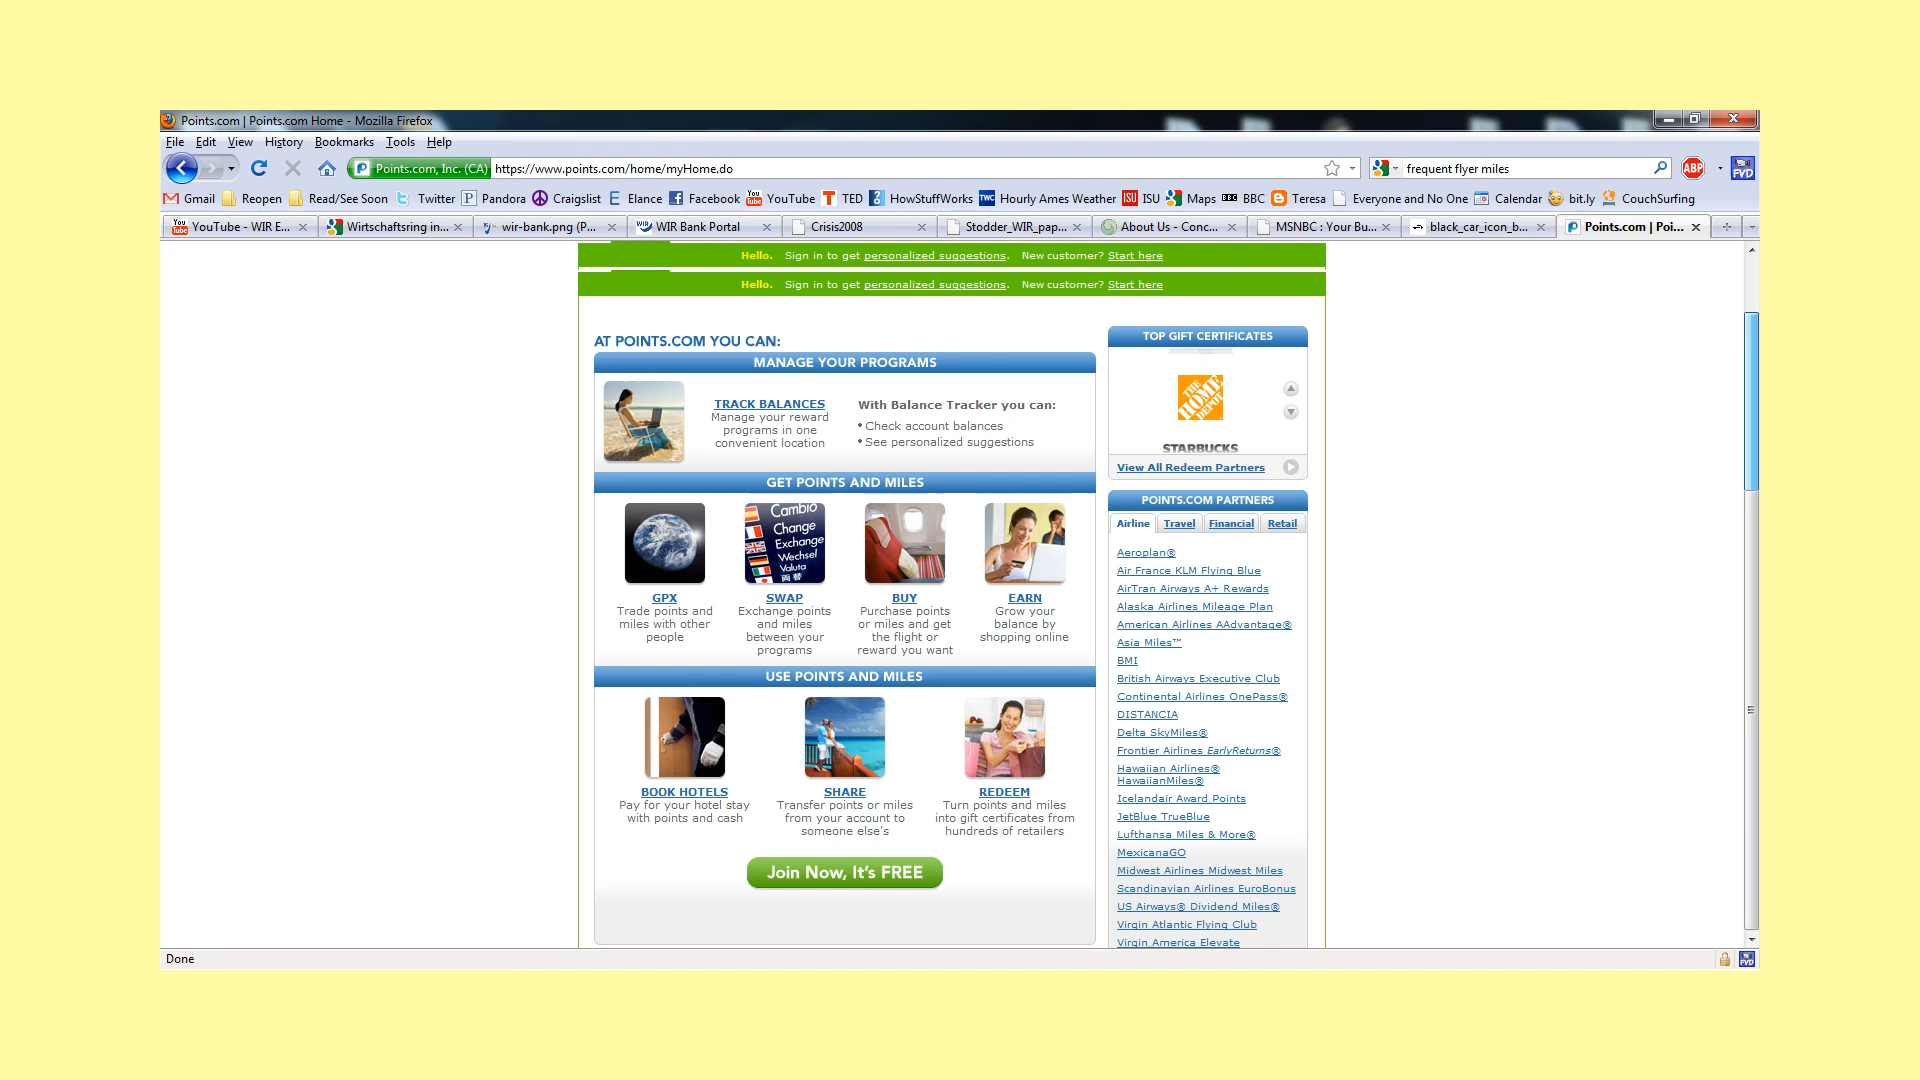 Points.com | Points.com Home - Mozilla Firefox
File Edit View History Bookmarks Tools Help
Points.com, Inc. (CA) https://www.points.com/home/myHome.do frequent flyer miles ABP FVD
Gmail Reopen Read/See Soon Twitter Pandora Craigslist Elance Facebook YouTube TED HowStuffWorks TWC Hourly Ames Weather ISU ISU Maps BBC BBC Teresa Everyone and No One Calendar bit.ly CouchSurfing
YouTube - WIR E... Wirtschaftsring in... wir-bank.png (P... WIR Bank Portal Crisis2008 Stodder_WIR_pap... About Us - Conc... MSNBC : Your Bu... black_car_icon_b... Points.com | Poi...
Hello. Sign in to get personalized suggestions. New customer? Start here
Hello. Sign in to get personalized suggestions. New customer? Start here
AT POINTS.COM YOU CAN:
MANAGE YOUR PROGRAMS
TRACK BALANCES
Manage your reward
programs in one
convenient location
With Balance Tracker you can:
• Check account balances
• See personalized suggestions
GET POINTS AND MILES
Cambio
Change
Exchange
Wechsel
Valuta
両替
GPX
Trade points and
miles with other
people
SWAP
Exchange points
and miles
between your
programs
BUY
Purchase points
or miles and get
the flight or
reward you want
EARN
Grow your
balance by
shopping online
USE POINTS AND MILES
BOOK HOTELS
Pay for your hotel stay
with points and cash
SHARE
Transfer points or miles
from your account to
someone else's
REDEEM
Turn points and miles
into gift certificates from
hundreds of retailers
Join Now, It's FREE
TOP GIFT CERTIFICATES
THE HOME DEPOT
STARBUCKS
View All Redeem Partners
POINTS.COM PARTNERS
Airline Travel Financial Retail
Aeroplan®
Air France KLM Flying Blue
AirTran Airways A+ Rewards
Alaska Airlines Mileage Plan
American Airlines AAdvantage®
Asia Miles™
BMI
British Airways Executive Club
Continental Airlines OnePass®
DISTANCIA
Delta SkyMiles®
Frontier Airlines EarlyReturns®
Hawaiian Airlines®
HawaiianMiles®
Icelandair Award Points
JetBlue TrueBlue
Lufthansa Miles & More®
MexicanaGO
Midwest Airlines Midwest Miles
Scandinavian Airlines EuroBonus
US Airways® Dividend Miles®
Virgin Atlantic Flying Club
Virgin America Elevate
Done FVD